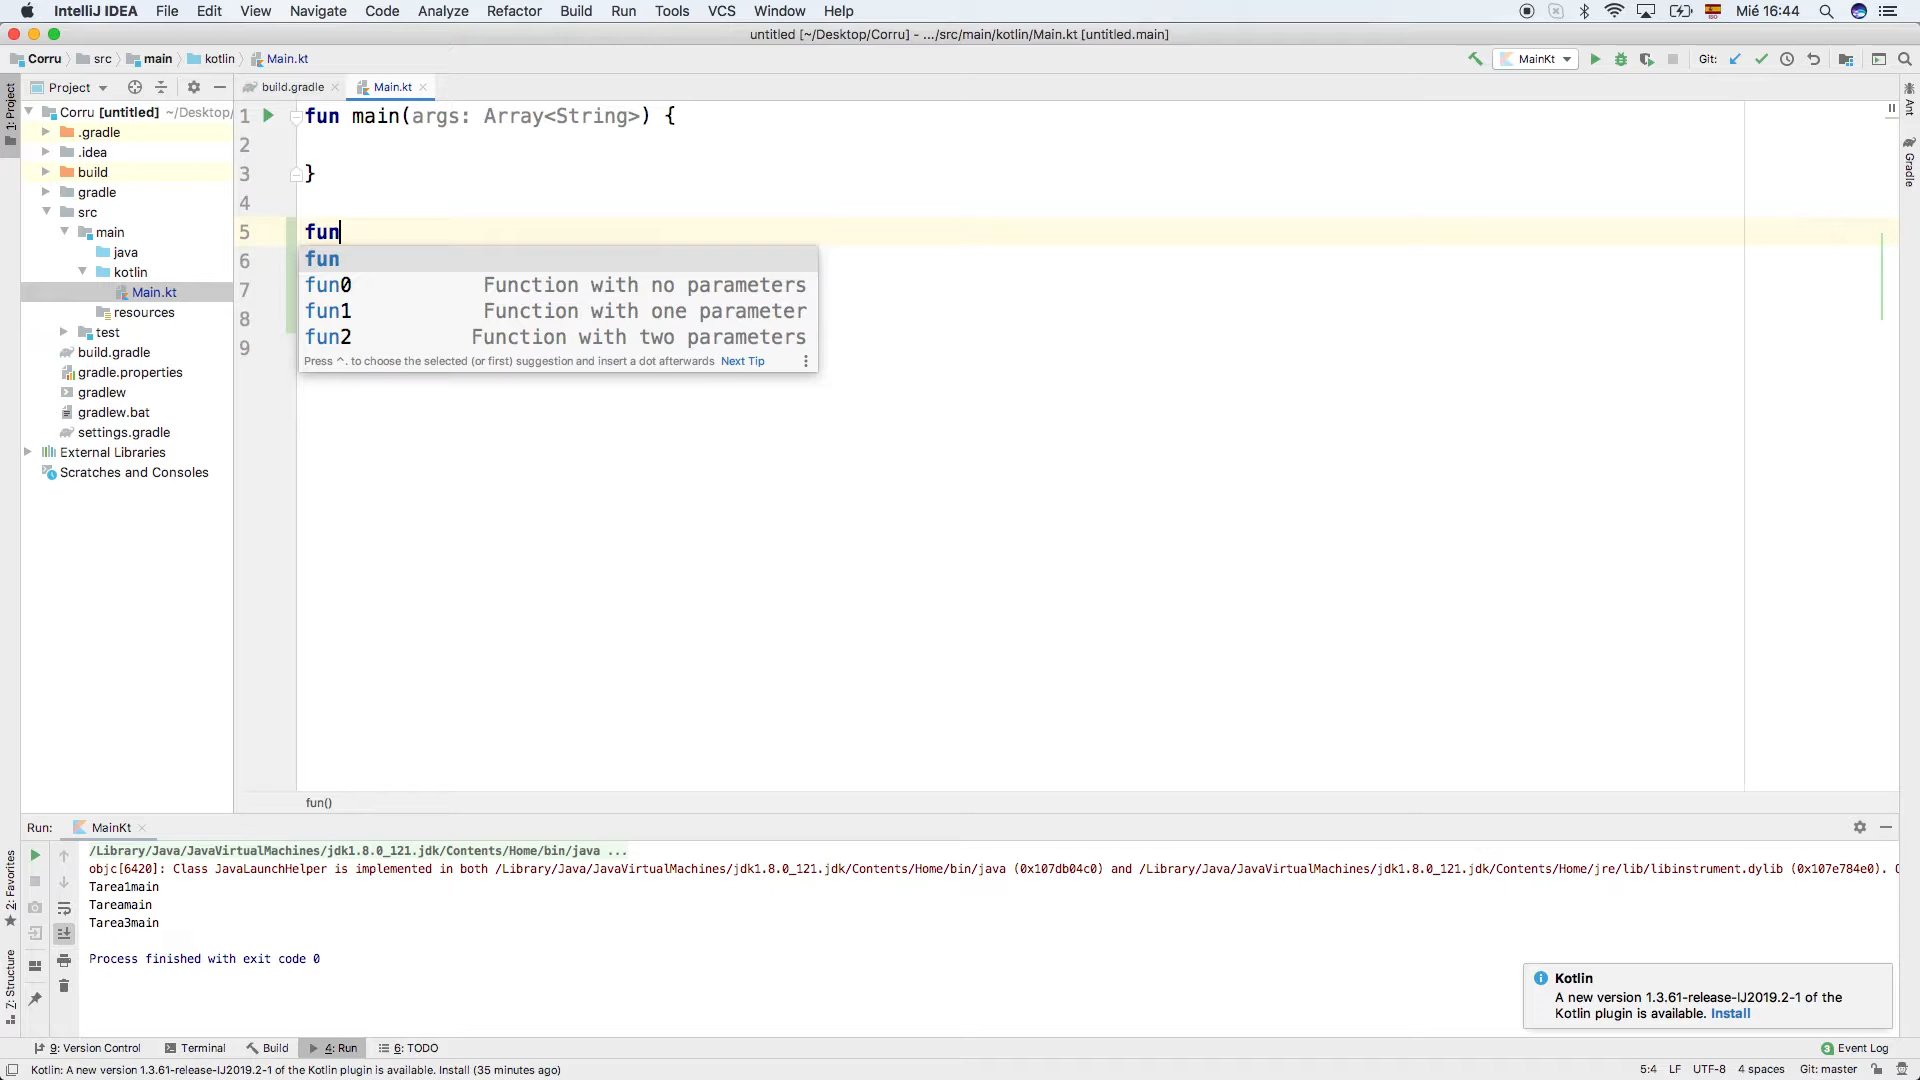 IntelliJ IDEA File Edit View Navigate Code Analyze Refactor Build Run Tools VCS Window Help Mié 16:44
untitled [~/Desktop/Corru] - .../src/main/kotlin/Main.kt [untitled.main]
Corru src main kotlin Main.kt MainKt Git:
1: Project
Project
build.gradle Main.kt
Ant
Gradle
Corru [untitled] ~/Desktop/
.gradle
.idea
build
gradle
src
main
java
kotlin
Main.kt
resources
test
build.gradle
gradle.properties
gradlew
gradlew.bat
settings.gradle
External Libraries
Scratches and Consoles
1 fun main(args: Array<String>) {
2
3 }
4
5 fun
6
7
8
9
fun
fun0 Function with no parameters
fun1 Function with one parameter
fun2 Function with two parameters
Press ^. to choose the selected (or first) suggestion and insert a dot afterwards Next Tip
fun()
Run: MainKt
2: Favorites
Z: Structure
/Library/Java/JavaVirtualMachines/jdk1.8.0_121.jdk/Contents/Home/bin/java ...
objc[6420]: Class JavaLaunchHelper is implemented in both /Library/Java/JavaVirtualMachines/jdk1.8.0_121.jdk/Contents/Home/bin/java (0x107db04c0) and /Library/Java/JavaVirtualMachines/jdk1.8.0_121.jdk/Contents/Home/jre/lib/libinstrument.dylib (0x107e784e0).
Tarea1main
Tareamain
Tarea3main
Process finished with exit code 0
Kotlin
A new version 1.3.61-release-IJ2019.2-1 of the
Kotlin plugin is available. Install
9: Version Control Terminal Build 4: Run 6: TODO 3 Event Log
Kotlin: A new version 1.3.61-release-IJ2019.2-1 of the Kotlin plugin is available. Install (35 minutes ago) 5:4 LF UTF-8 4 spaces Git: master